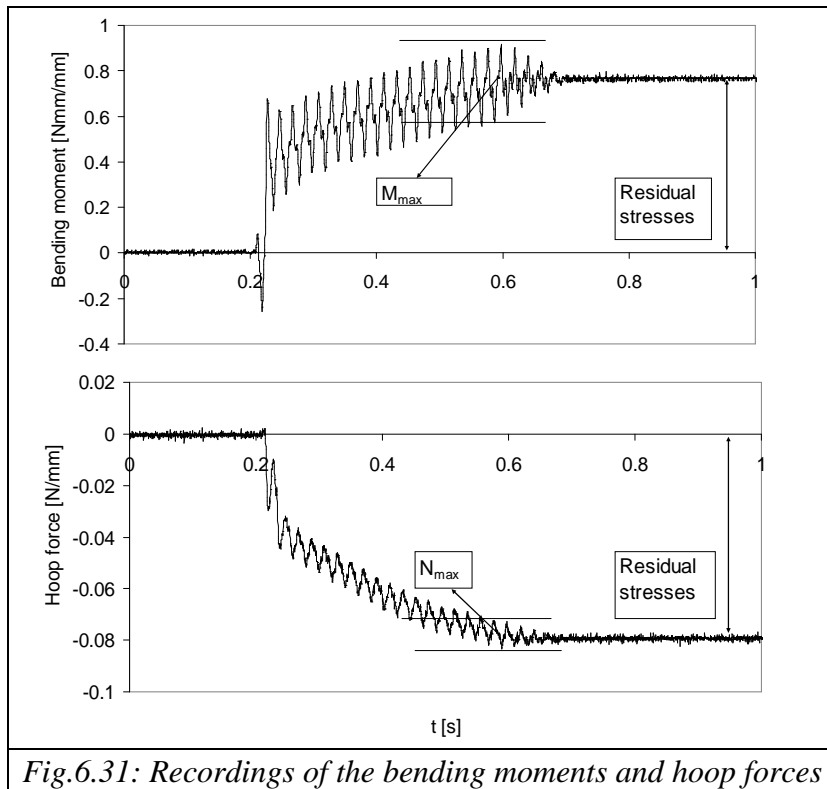 1
0.8
0.6
0.4
0.2
0
-0.2
-0.4
Bending moment [Nmm/mm]
0 0.2 0.4 0.6 0.8 1
Mmax
Residual
stresses
0.02
0
-0.02
-0.04
-0.06
-0.08
-0.1
Hoop force [N/mm]
0 0.2 0.4 0.6 0.8 1
Nmax
Residual
stresses
t [s]
Fig.6.31: Recordings of the bending moments and hoop forces